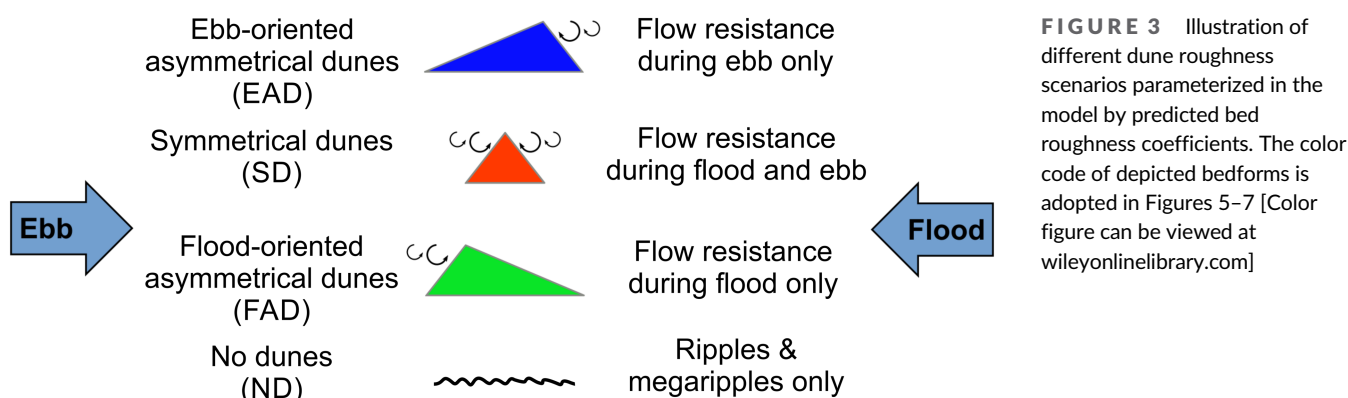 Ebb-oriented
asymmetrical dunes
(EAD)
Flow resistance
during ebb only
Symmetrical dunes
(SD)
Flow resistance
during flood and ebb
Ebb
Flood
Flood-oriented
asymmetrical dunes
(FAD)
Flow resistance
during flood only
No dunes
(ND)
Ripples &
megaripples only
FIGURE 3 Illustration of
different dune roughness
scenarios parameterized in the
model by predicted bed
roughness coefficients. The color
code of depicted bedforms is
adopted in Figures 5–7 [Color
figure can be viewed at
wileyonlinelibrary.com]